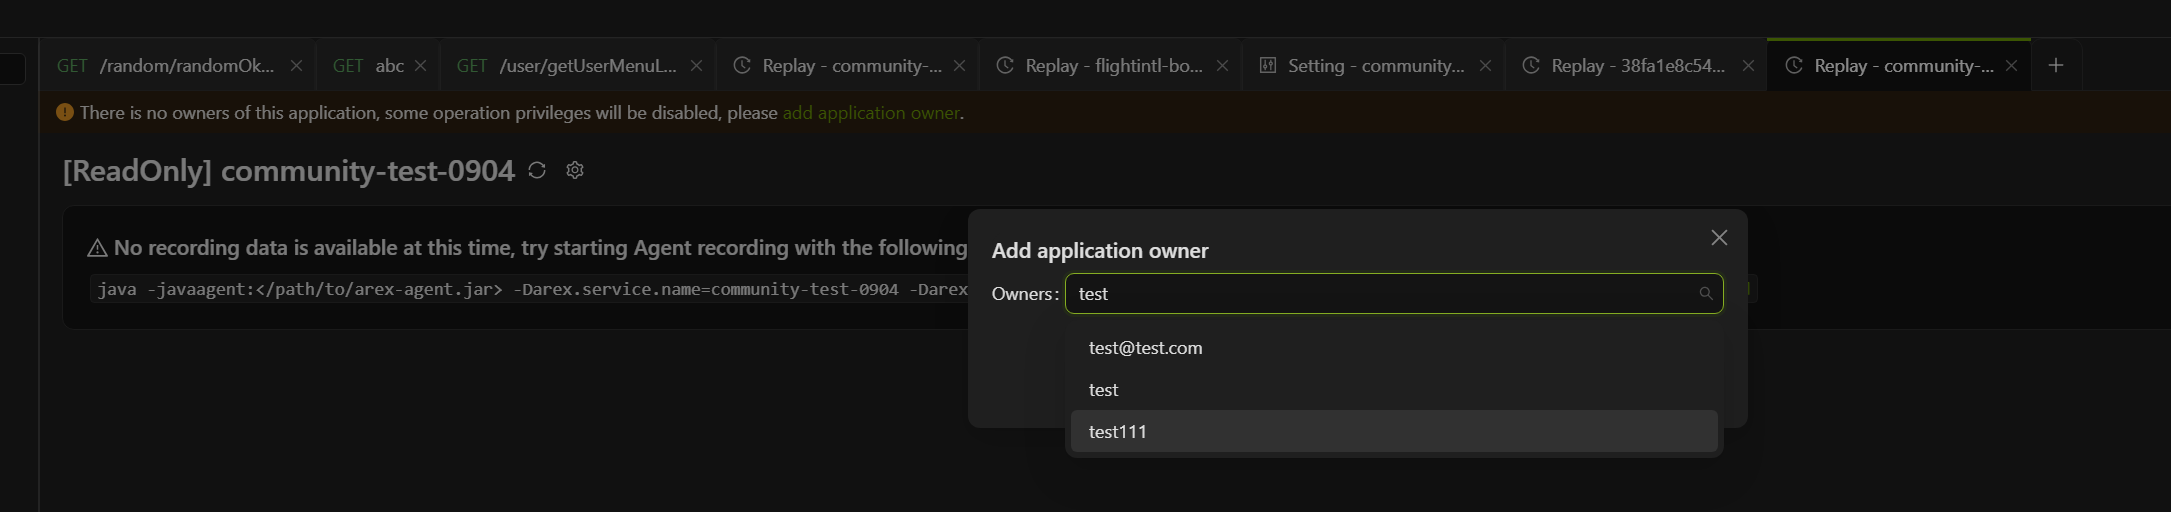 GET /random/randomOk... GET abc GET /user/getUserMenuL... Replay - community-... Replay - flightintl-bo... Setting - community... Replay - 38fa1e8c54... Replay - community-...
There is no owners of this application, some operation privileges will be disabled, please add application owner.
[ReadOnly] community-test-0904
No recording data is available at this time, try starting Agent recording with the following
java -javaagent:</path/to/arex-agent.jar> -Darex.service.name=community-test-0904 -Darex
Add application owner
Owners: test
test@test.com
test
test111